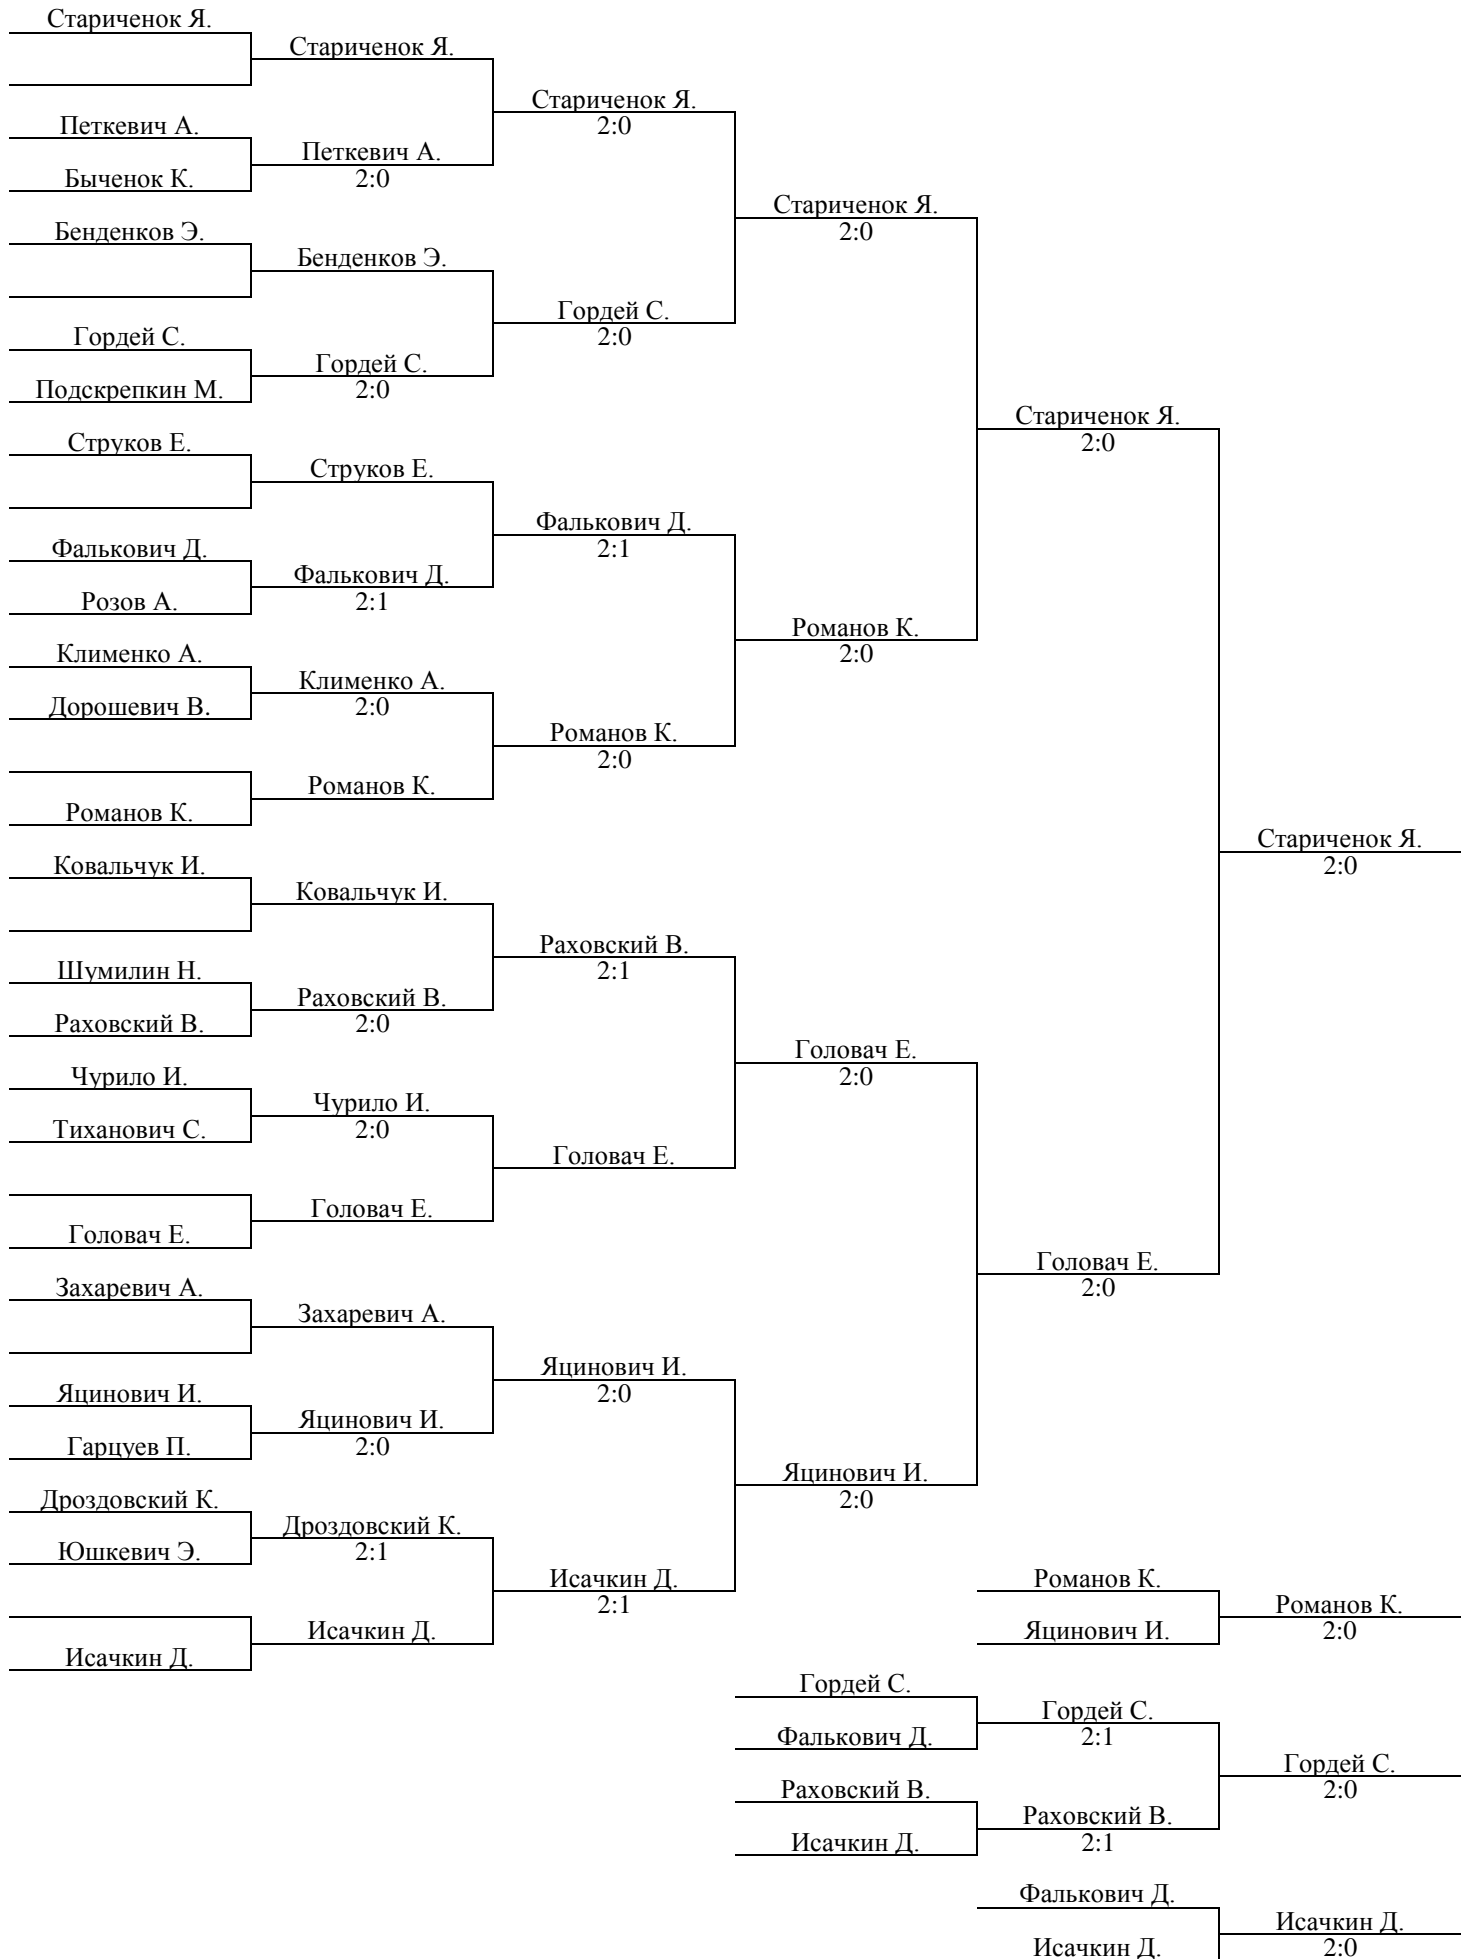 Стариченок Я.
Стариченок Я.
Петкевич А.
Быченок К.
Петкевич А.
2:0
Стариченок Я.
2:0
Бенденков Э.
Бенденков Э.
Гордей С.
Подскрепкин М.
Гордей С.
2:0
Гордей С.
2:0
Стариченок Я.
2:0
Струков Е.
Струков Е.
Фалькович Д.
Розов А.
Фалькович Д.
2:1
Фалькович Д.
2:1
Клименко А.
Дорошевич В.
Клименко А.
2:0
Романов К.
Романов К.
Романов К.
2:0
Романов К.
2:0
Стариченок Я.
2:0
Ковальчук И.
Ковальчук И.
Шумилин Н.
Раховский В.
Раховский В.
2:0
Раховский В.
2:1
Чурило И.
Тиханович С.
Чурило И.
2:0
Головач Е.
Головач Е.
Головач Е.
Головач Е.
2:0
Захаревич А.
Захаревич А.
Яцинович И.
Гарцуев П.
Яцинович И.
2:0
Яцинович И.
2:0
Дроздовский К.
Юшкевич Э.
Дроздовский К.
2:1
Исачкин Д.
Исачкин Д.
Исачкин Д.
2:1
Яцинович И.
2:0
Головач Е.
2:0
Стариченок Я.
2:0
Романов К.
Яцинович И.
Романов К.
2:0
Гордей С.
Фалькович Д.
Гордей С.
2:1
Раховский В.
Исачкин Д.
Раховский В.
2:1
Гордей С.
2:0
Фалькович Д.
Исачкин Д.
Исачкин Д.
2:0